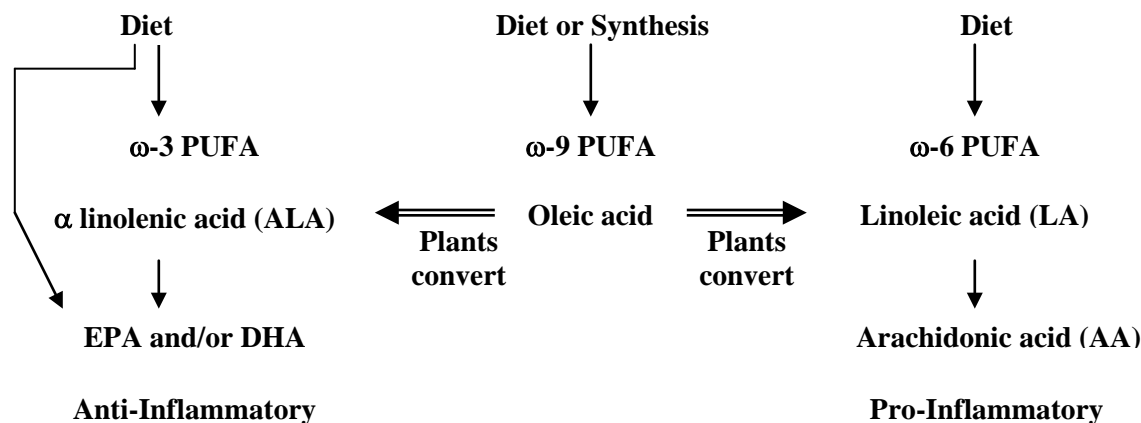 Diet Diet or Synthesis Diet
ω-3 PUFA ω-9 PUFA ω-6 PUFA
α linolenic acid (ALA) Oleic acid Linoleic acid (LA)
Plants Plants
convert convert
EPA and/or DHA Arachidonic acid (AA)
Anti-Inflammatory Pro-Inflammatory